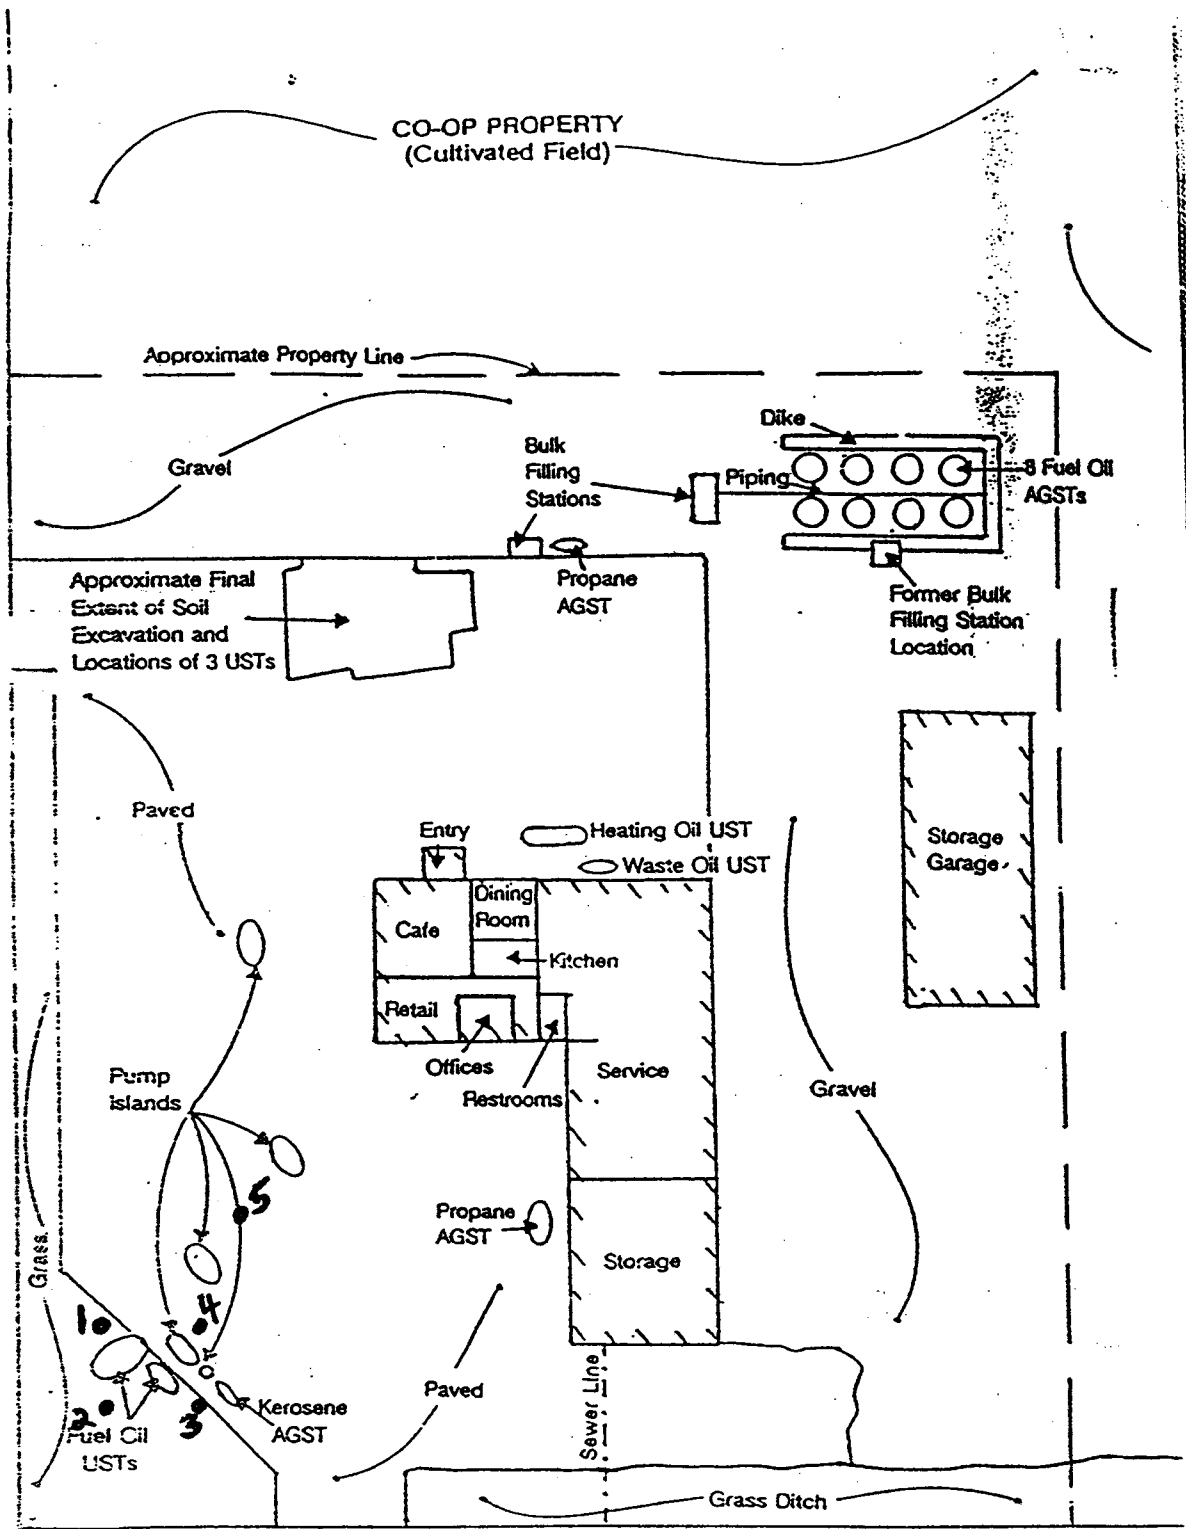 CO-OP PROPERTY
(Cultivated Field)
Approximate Property Line
Dike
Bulk
Filling
Stations
Gravel
Piping
8 Fuel Oil
AGSTs
Propane
AGST
Approximate Final
Extent of Soil
Excavation and
Locations of 3 USTs
Former Bulk
Filling Station
Location
Paved
Entry
Heating Oil UST
Waste Oil UST
Storage
Garage
Dining
Room
Cafe
Kitchen
Retail
Offices
Restrooms
Service
Gravel
Pump
islands
5
Propane
AGST
Storage
Grass
1
4
2
3
Kerosene
AGST
Fuel Oil
USTs
Paved
Sewer Line
Grass Ditch